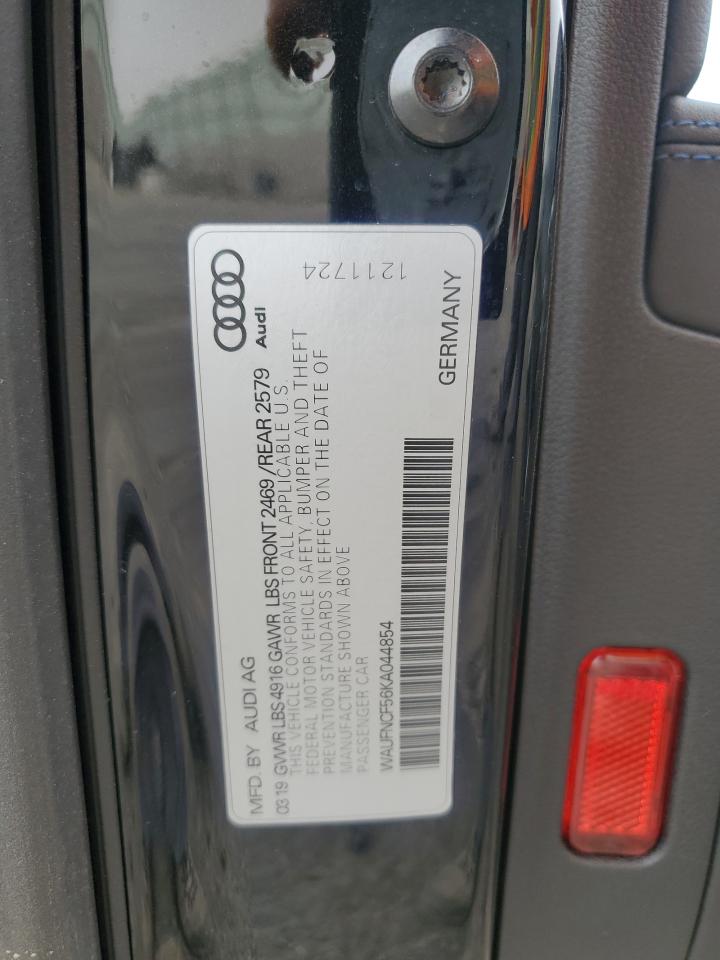 MFD. BY AUDI AG
Audi
03 19 GVWR LBS 4916 GAWR LBS FRONT 2469 /REAR 2579
THIS VEHICLE CONFORMS TO ALL APPLICABLE U.S.
FEDERAL MOTOR VEHICLE SAFETY, BUMPER AND THEFT
PREVENTION STANDARDS IN EFFECT ON THE DATE OF
MANUFACTURE SHOWN ABOVE
PASSENGER CAR
1211724
WAUFNCF56KA044854
GERMANY